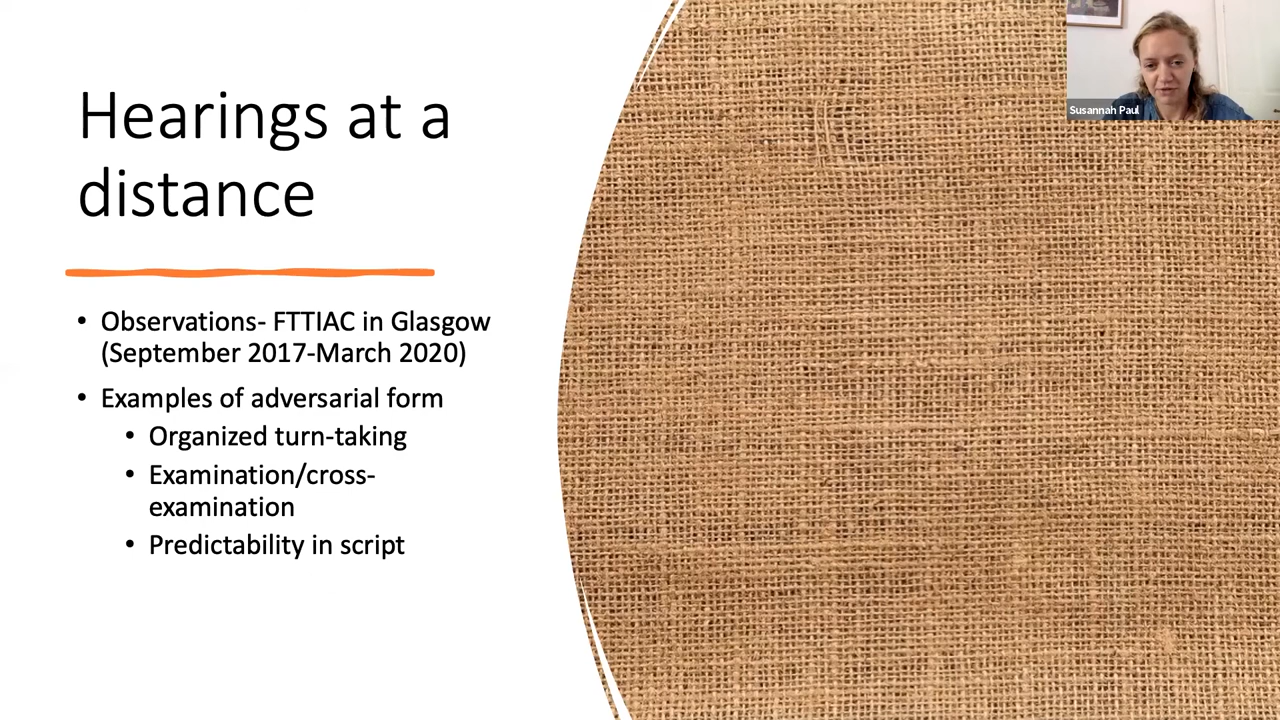 Hearings at a
distance
• Observations- FTTIAC in Glasgow
(September 2017-March 2020)
• Examples of adversarial form
• Organized turn-taking
• Examination/cross-
examination
• Predictability in script
Susannah Paul